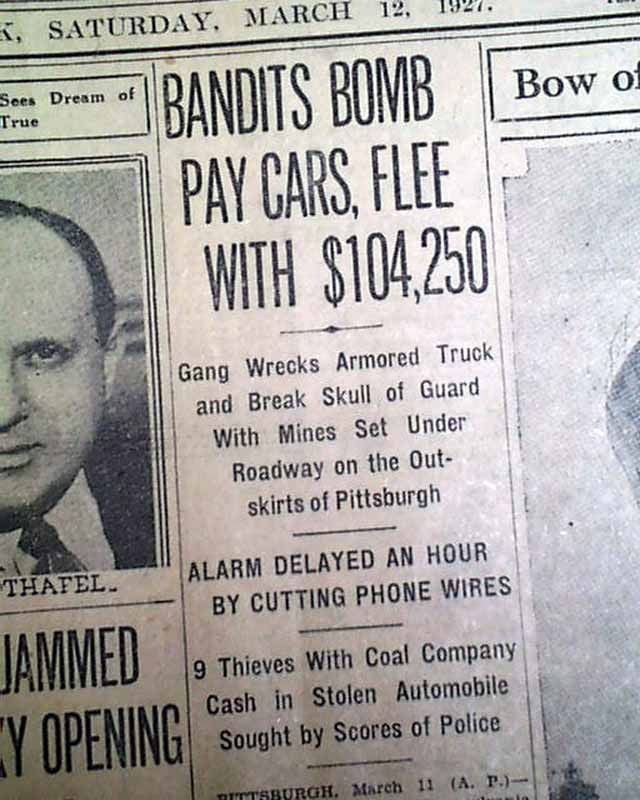 K, SATURDAY, MARCH 12, 1927.
Sees Dream of
True
BANDITS BOMB
PAY CARS, FLEE
WITH $104,250
Gang Wrecks Armored Truck
and Break Skull of Guard
With Mines Set Under
Roadway on the Out-
skirts of Pittsburgh
ALARM DELAYED AN HOUR
BY CUTTING PHONE WIRES
9 Thieves With Coal Company
Cash in Stolen Automobile
Sought by Scores of Police
PITTSBURGH, March 11 (A. P.)—
Bow of
THAFEL.
JAMMED
XY OPENING